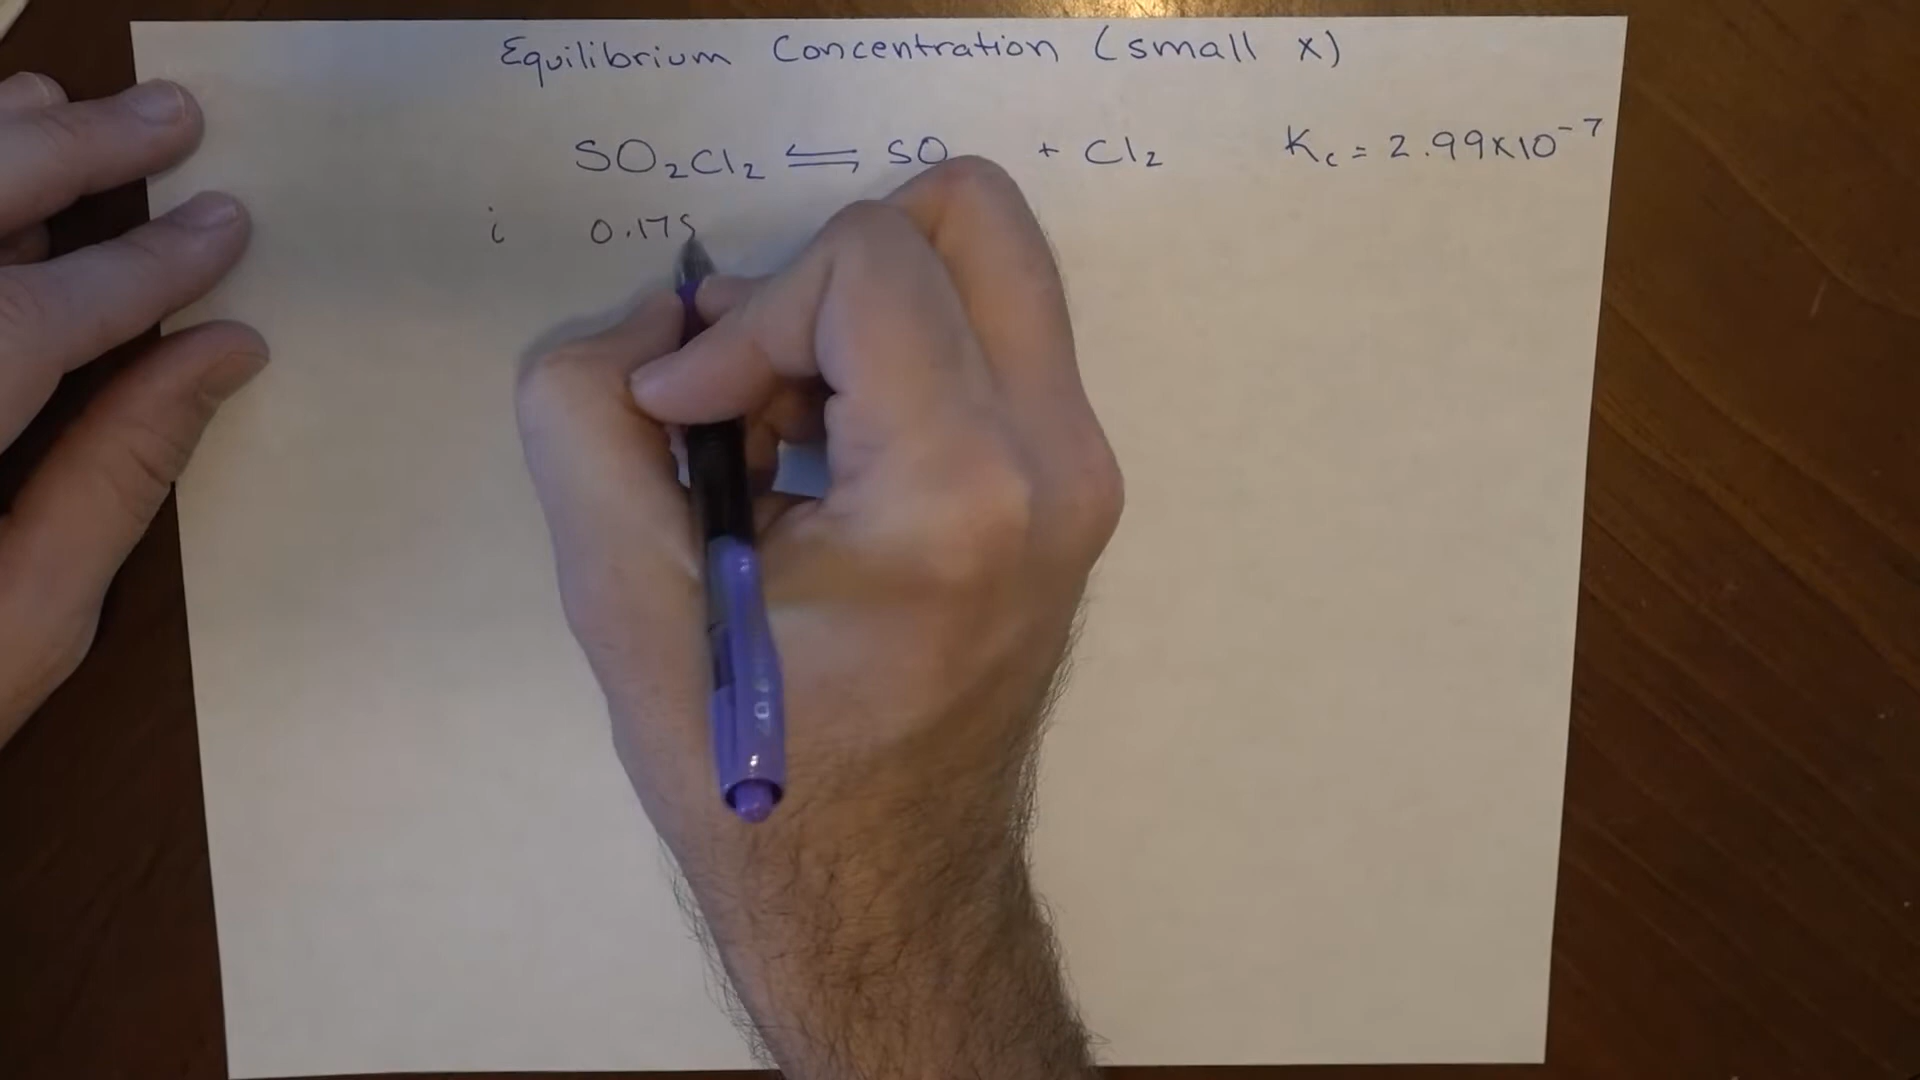 Equilibrium Concentration (small x)
SO₂Cl₂ ⇌ SO + Cl₂ Kc = 2.99x10⁻⁷
i 0.175